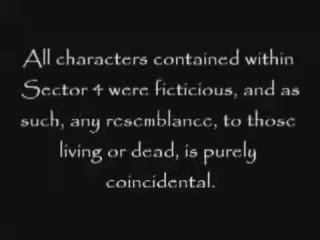 All characters contained within
Sector 4 were ficticious, and as
such, any resemblance, to those
living or dead, is purely
coincidental.